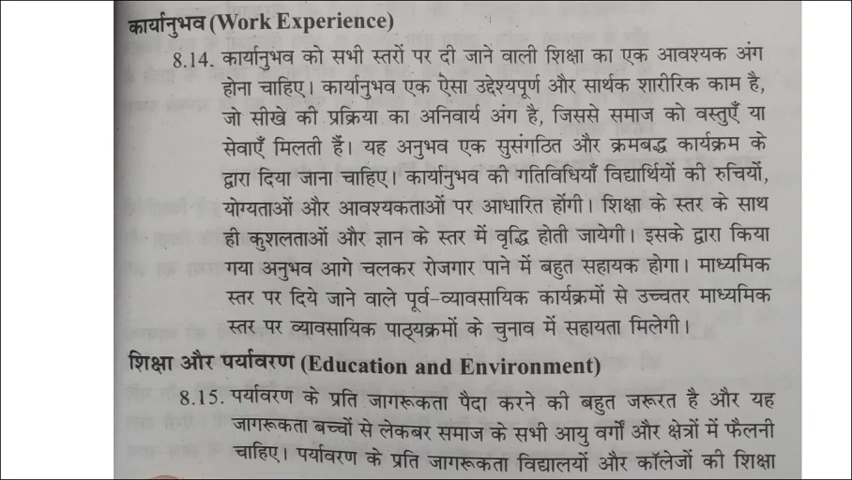 कार्यानुभव (Work Experience)
8.14. कार्यानुभव को सभी स्तरों पर दी जाने वाली शिक्षा का एक आवश्यक अंग
होना चाहिए। कार्यानुभव एक ऐसा उद्देश्यपूर्ण और सार्थक शारीरिक काम है,
जो सीखे की प्रक्रिया का अनिवार्य अंग है, जिससे समाज को वस्तुएँ या
सेवाएँ मिलती हैं। यह अनुभव एक सुसंगठित और क्रमबद्ध कार्यक्रम के
द्वारा दिया जाना चाहिए। कार्यानुभव की गतिविधियाँ विद्यार्थियों की रुचियों,
योग्यताओं और आवश्यकताओं पर आधारित होंगी। शिक्षा के स्तर के साथ
ही कुशलताओं और ज्ञान के स्तर में वृद्धि होती जायेगी। इसके द्वारा किया
गया अनुभव आगे चलकर रोजगार पाने में बहुत सहायक होगा। माध्यमिक
स्तर पर दिये जाने वाले पूर्व-व्यावसायिक कार्यक्रमों से उच्चतर माध्यमिक
स्तर पर व्यावसायिक पाठ्यक्रमों के चुनाव में सहायता मिलेगी।
शिक्षा और पर्यावरण (Education and Environment)
8.15. पर्यावरण के प्रति जागरूकता पैदा करने की बहुत जरूरत है और यह
जागरूकता बच्चों से लेकबर समाज के सभी आयु वर्गों और क्षेत्रों में फैलनी
चाहिए। पर्यावरण के प्रति जागरूकता विद्यालयों और कॉलेजों की शिक्षा